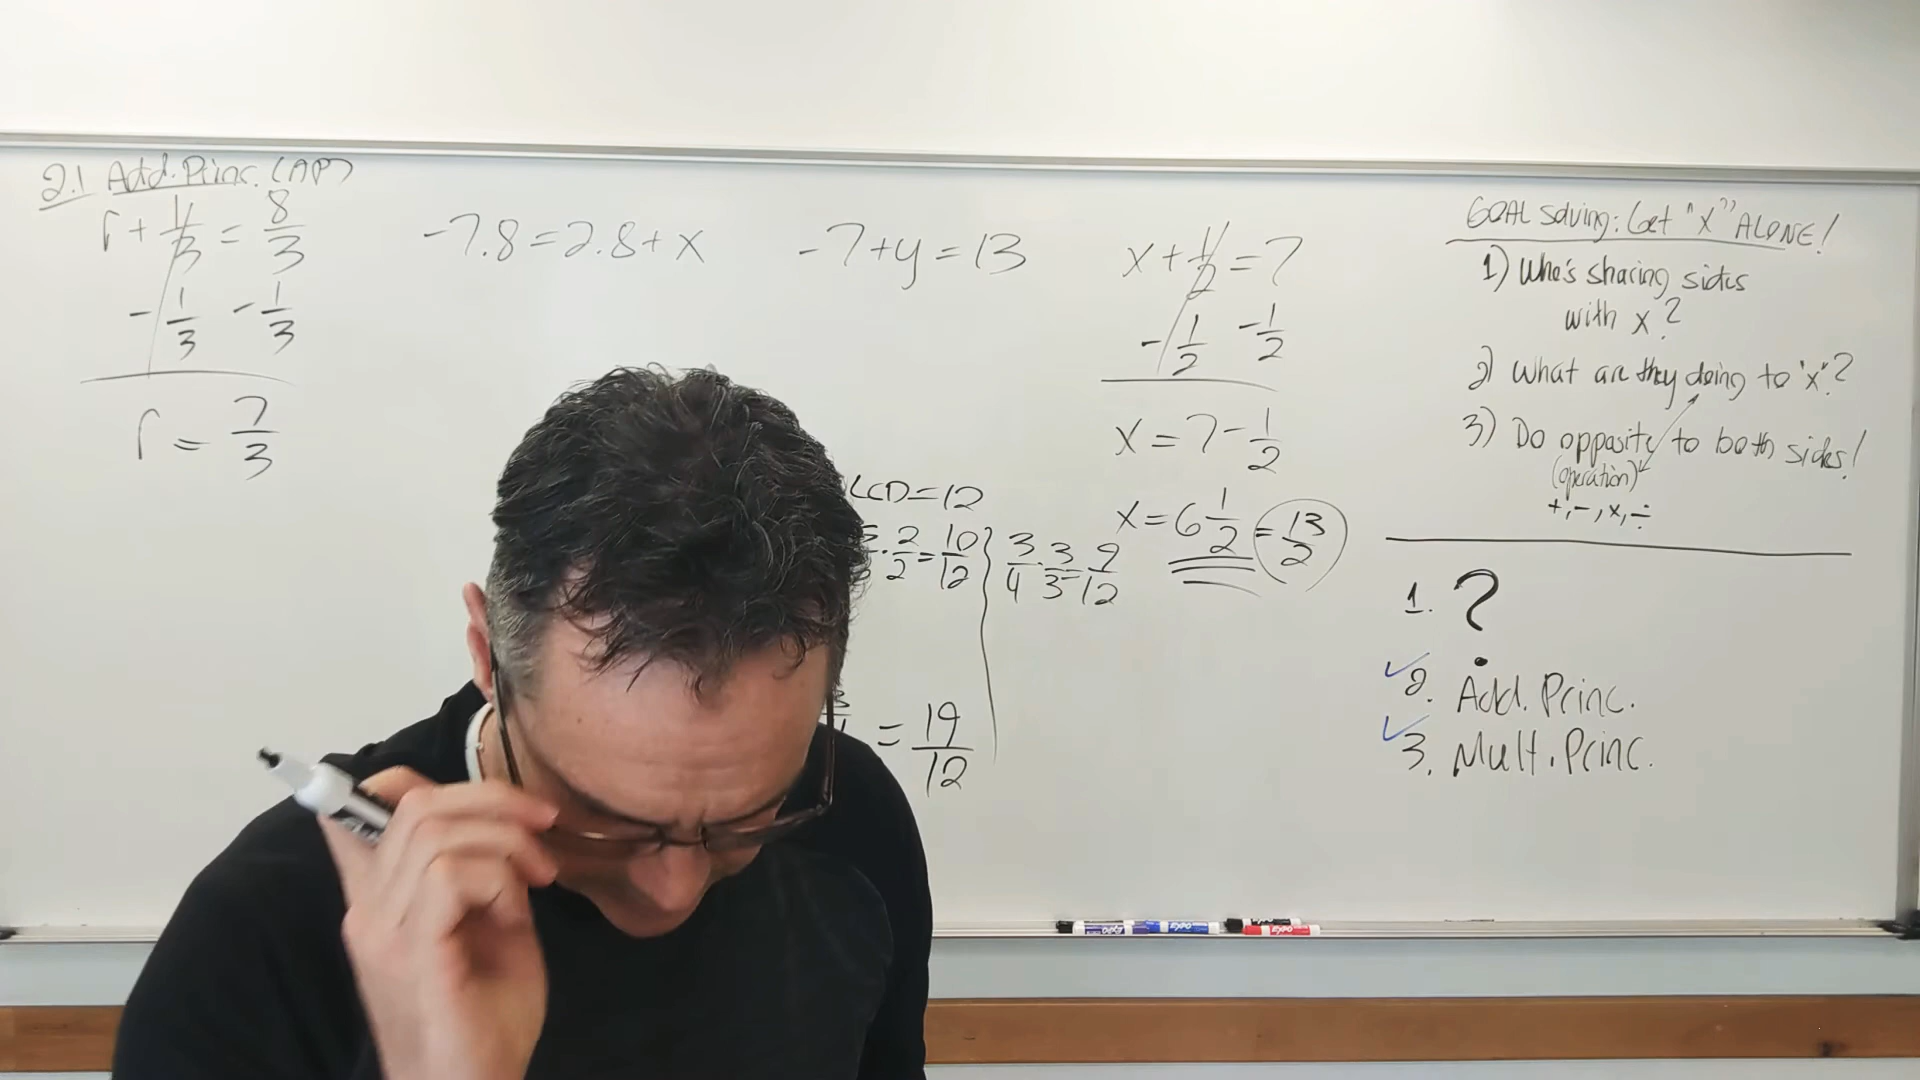 2.1 Add. Princ. (AP)
r + 1/3 = 8/3
- 1/3 - 1/3
r = 7/3
-7.8 = 2.8 + x
-7 + y = 13
LCD = 12
2/2 = 10/12
3/4 · 3/3 = 9/12
= 19/12
x + 1/2 = 7
- 1/2 - 1/2
x = 7 - 1/2
x = 6 1/2 = 13/2
GOAL solving: Get "x" ALONE!
1) Who's sharing sides
with x?
2) What are they doing to "x"?
3) Do opposite to both sides!
(operation)
+, -, x, ÷
1. ?
✓2. Add. Princ.
✓3. Mult. Princ.
EXPO
EXPO